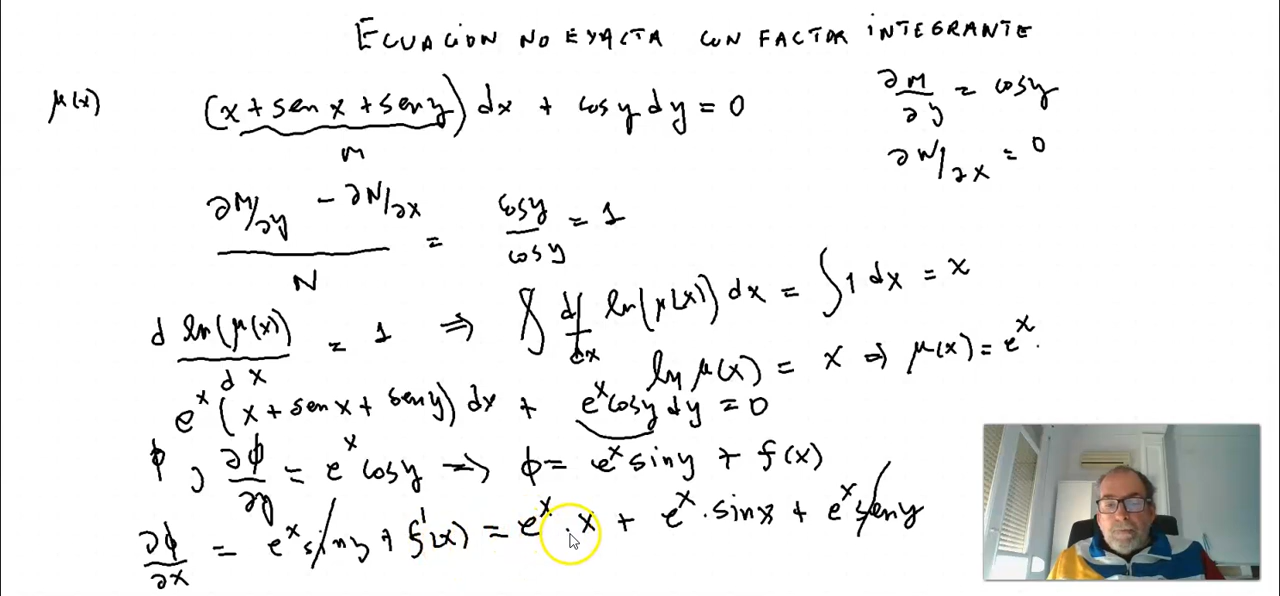 ECUACION NO EXACTA CON FACTOR INTEGRANTE
μ(x) (x + sen x + sen y) dx + cos y dy = 0
M
∂M/∂y = cos y
∂N/∂x = 0
(∂M/∂y - ∂N/∂x)/N = cos y/cos y = 1
d ln(μ(x))/dx = 1 ⇒ ∫ d/dx ln(μ(x)) dx = ∫ 1 dx = x
ln μ(x) = x ⇒ μ(x) = e^x.
e^x (x + sen x + sen y) dx + e^x cos y dy = 0
ϕ, ∂ϕ/∂y = e^x cos y ⇒ ϕ = e^x sin y + f(x)
∂ϕ/∂x = e^x sin y + f'(x) = e^x · x + e^x · sin x + e^x sen y